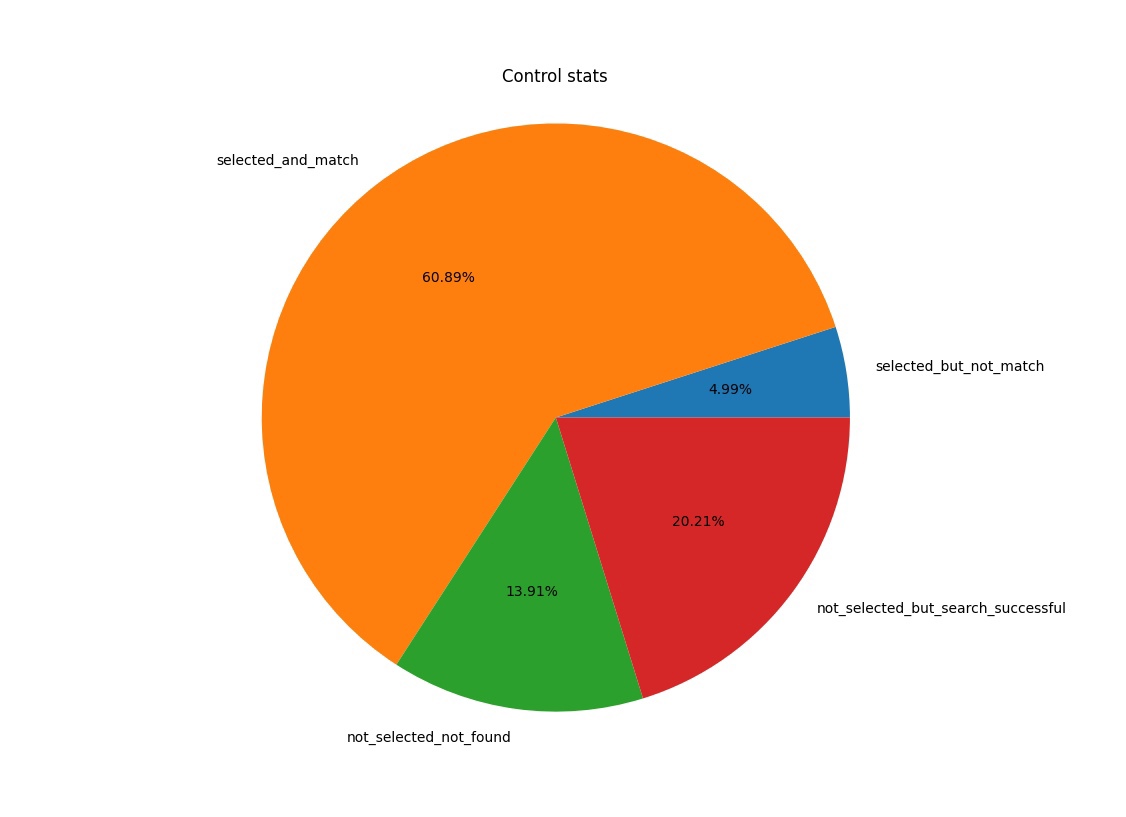 Control stats
selected_and_match
60.89%
selected_but_not_match
4.99%
20.21%
13.91%
not_selected_but_search_successful
not_selected_not_found